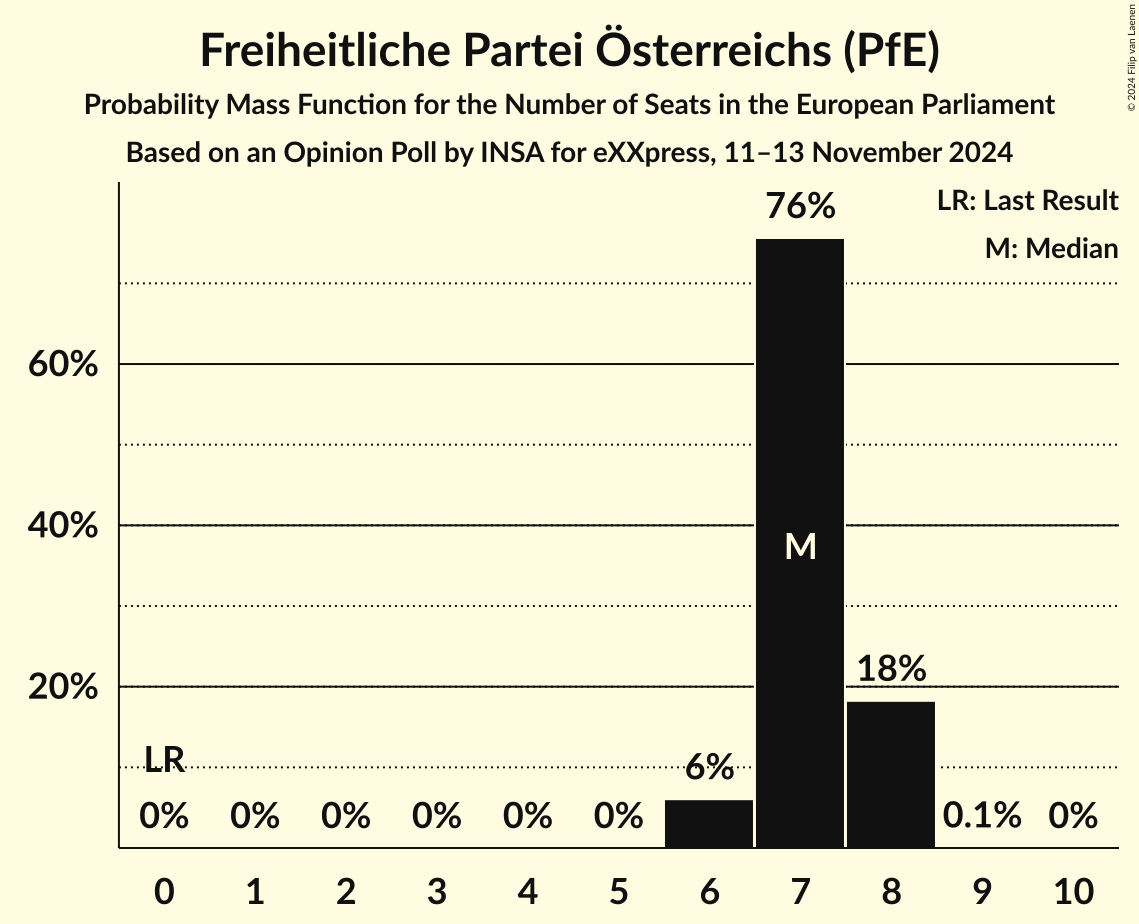 Freiheitliche Partei Österreichs (PfE)
Probability Mass Function for the Number of Seats in the European Parliament
Based on an Opinion Poll by INSA for eXXpress, 11–13 November 2024
© 2024 Filip van Laenen
LR: Last Result
M: Median
76%
60%
40%
M
20%
18%
LR
6%
0% 0% 0% 0% 0% 0% 0.1% 0%
0 1 2 3 4 5 6 7 8 9 10